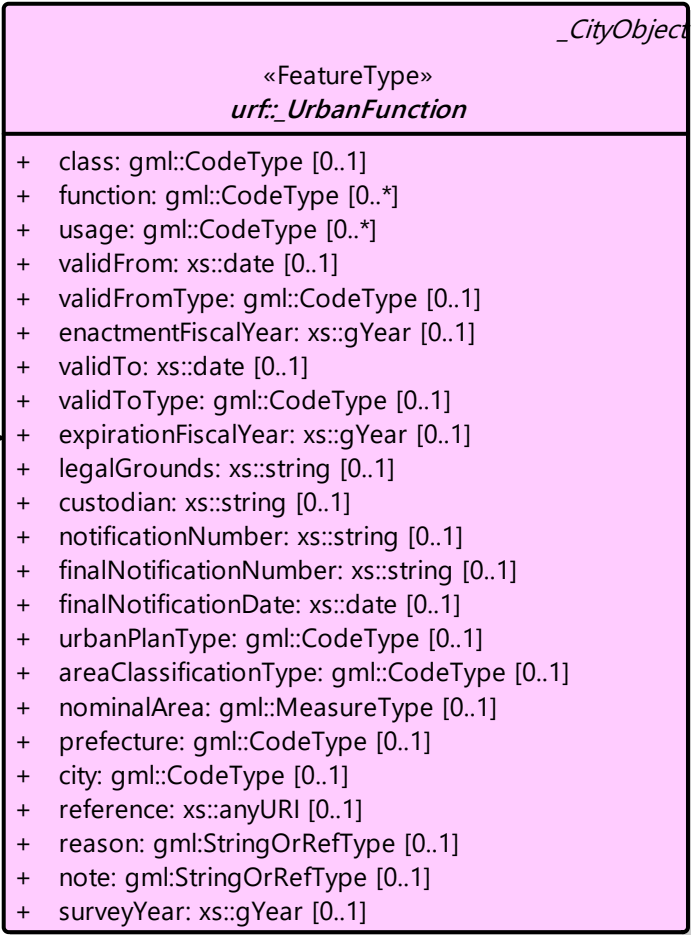 _CityObject
«FeatureType»
urf::_UrbanFunction
+ class: gml::CodeType [0..1]
+ function: gml::CodeType [0..*]
+ usage: gml::CodeType [0..*]
+ validFrom: xs::date [0..1]
+ validFromType: gml::CodeType [0..1]
+ enactmentFiscalYear: xs::gYear [0..1]
+ validTo: xs::date [0..1]
+ validToType: gml::CodeType [0..1]
+ expirationFiscalYear: xs::gYear [0..1]
+ legalGrounds: xs::string [0..1]
+ custodian: xs::string [0..1]
+ notificationNumber: xs::string [0..1]
+ finalNotificationNumber: xs::string [0..1]
+ finalNotificationDate: xs::date [0..1]
+ urbanPlanType: gml::CodeType [0..1]
+ areaClassificationType: gml::CodeType [0..1]
+ nominalArea: gml::MeasureType [0..1]
+ prefecture: gml::CodeType [0..1]
+ city: gml::CodeType [0..1]
+ reference: xs::anyURI [0..1]
+ reason: gml:StringOrRefType [0..1]
+ note: gml:StringOrRefType [0..1]
+ surveyYear: xs::gYear [0..1]